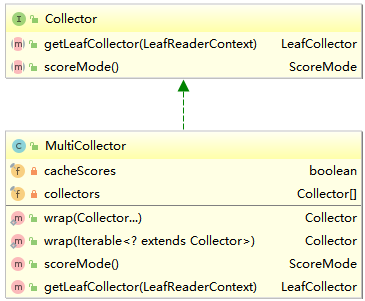 I Collector
m getLeafCollector(LeafReaderContext) LeafCollector
m scoreMode() ScoreMode
C MultiCollector
f cacheScores boolean
f collectors Collector[]
m wrap(Collector...) Collector
m wrap(Iterable<? extends Collector>) Collector
m scoreMode() ScoreMode
m getLeafCollector(LeafReaderContext) LeafCollector